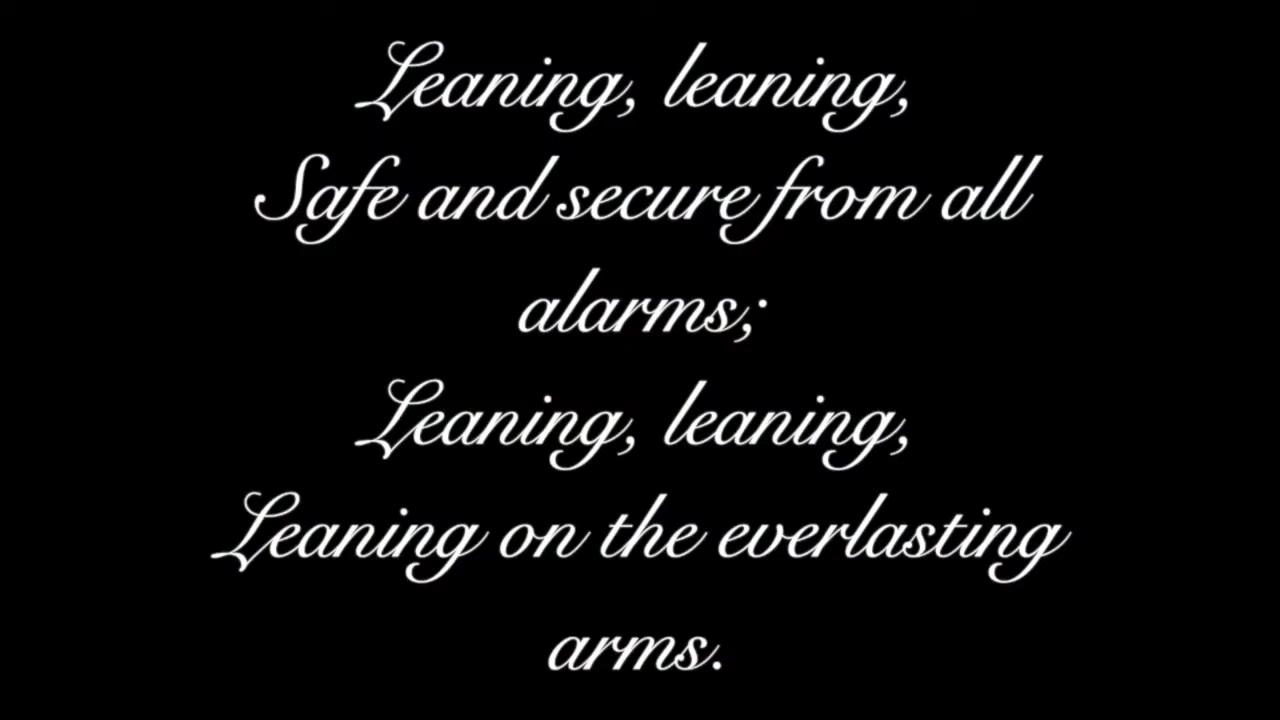 Leaning, leaning,
Safe and secure from all
alarms;
Leaning, leaning,
Leaning on the everlasting
arms.